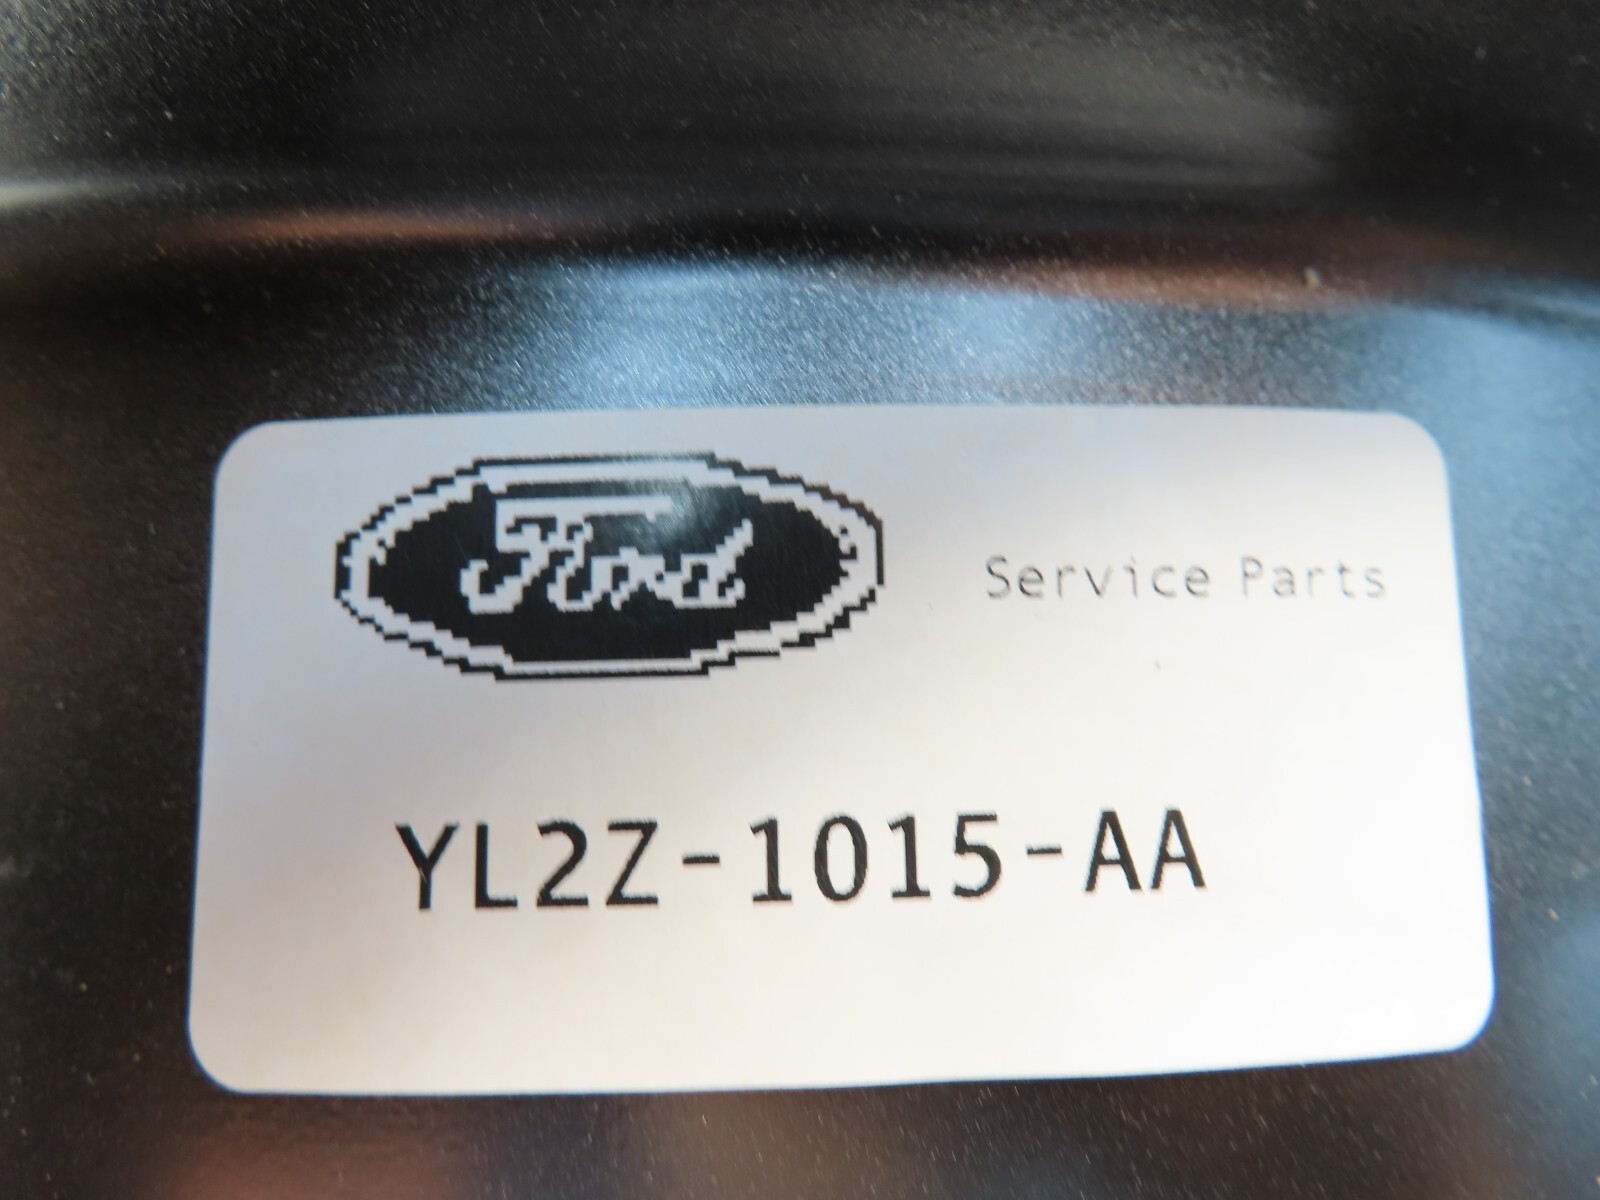 Ford
Service Parts
YL2Z-1015-AA